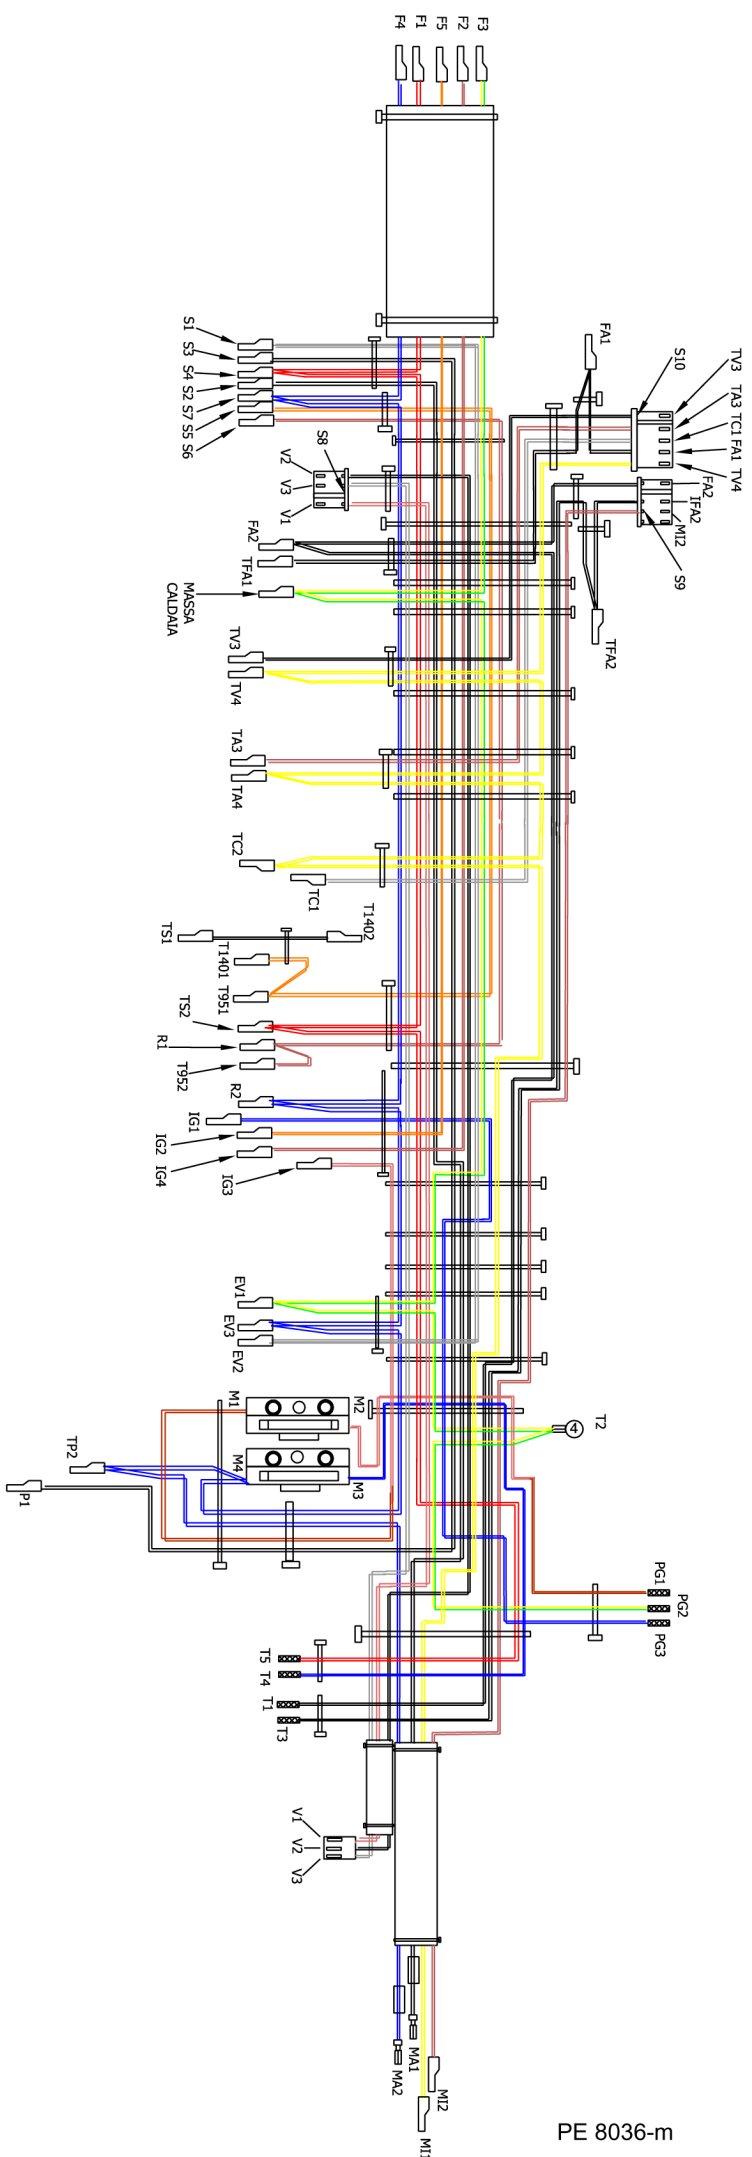 F4
F1
F5
F2
F3
S1
S3
S4
S2
S7
S5
S6
FA1
S10
TV3
TA3
TC1
FA1
TV4
V2
V3
V1
S8
FA2
IFA2
MI2
S9
FA2
TFA1
MASSA
CALDAIA
TFA2
TV3
TV4
TA3
TA4
TC2
TC1
TS1
T1402
T1401
T951
TS2
R1
T952
R2
IG1
IG2
IG4
IG3
EV1
EV3
EV2
M1
M2
T2
4
TP2
M4
M3
P1
PG1
PG2
PG3
T5
T4
T1
T3
V1
V2
V3
MA1
MA2
MI2
MI1
PE 8036-m